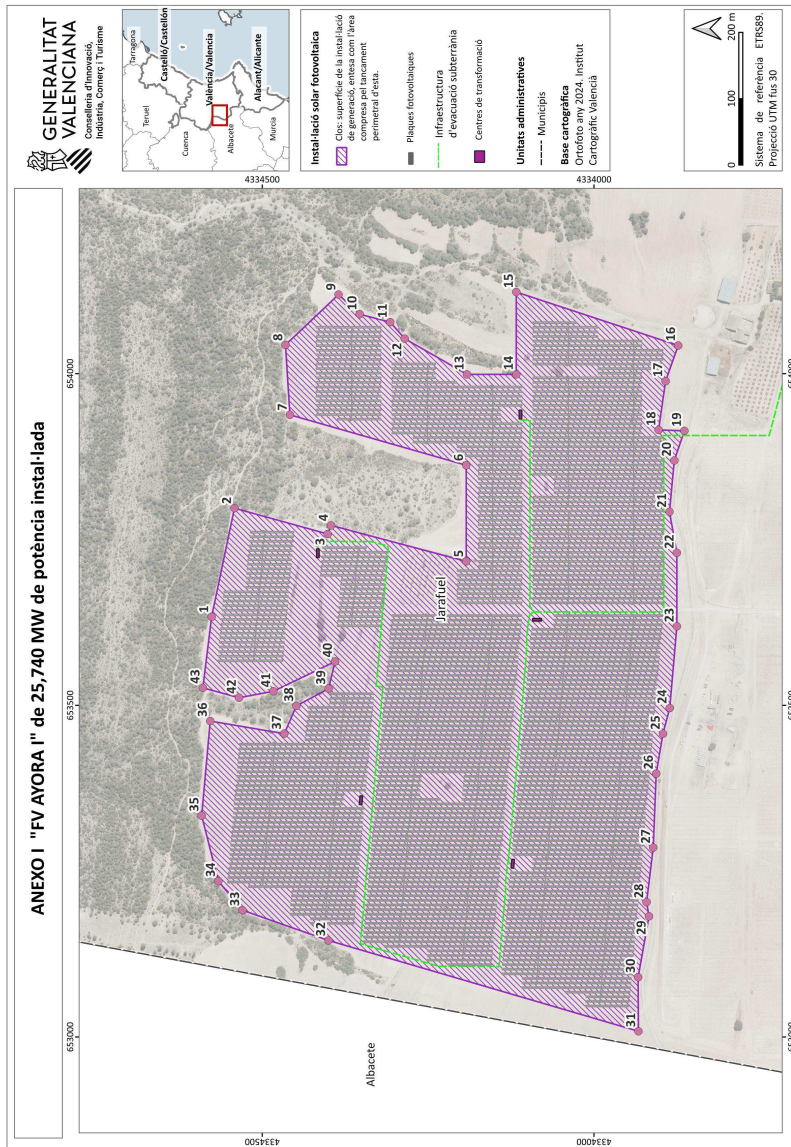 ANEXO I "FV AYORA I" de 25,740 MW de potència instal·lada
GENERALITAT
VALENCIANA
Conselleria d'Innovació,
Indústria, Comerç i Turisme
Tarragona
Teruel
Castelló/Castellón
Cuenca
València/Valencia
Albacete
Alacant/Alicante
Murcia
Instal·lació solar fotovoltaica
Clos: superfície de la instal·lació
de generació, entesa com l'àrea
compresa pel tancament
perimetral d'esta.
Plaques fotovoltaiques
Infraestructura
d'evacuació subterrània
Centres de transformació
Unitats administratives
Municipis
Base cartogràfica
Ortofoto any 2024. Institut
Cartogràfic Valencià
0 100 200 m
Sistema de referència ETRS89.
Projecció UTM fus 30
653000
653500
654000
4334500
4334000
653000
653500
654000
4334500
4334000
Albacete
Jarafuel
1
2
3
4
5
6
7
8
9
10
11
12
13
14
15
16
17
18
19
20
21
22
23
24
25
26
27
28
29
30
31
32
33
34
35
36
37
38
39
40
41
42
43